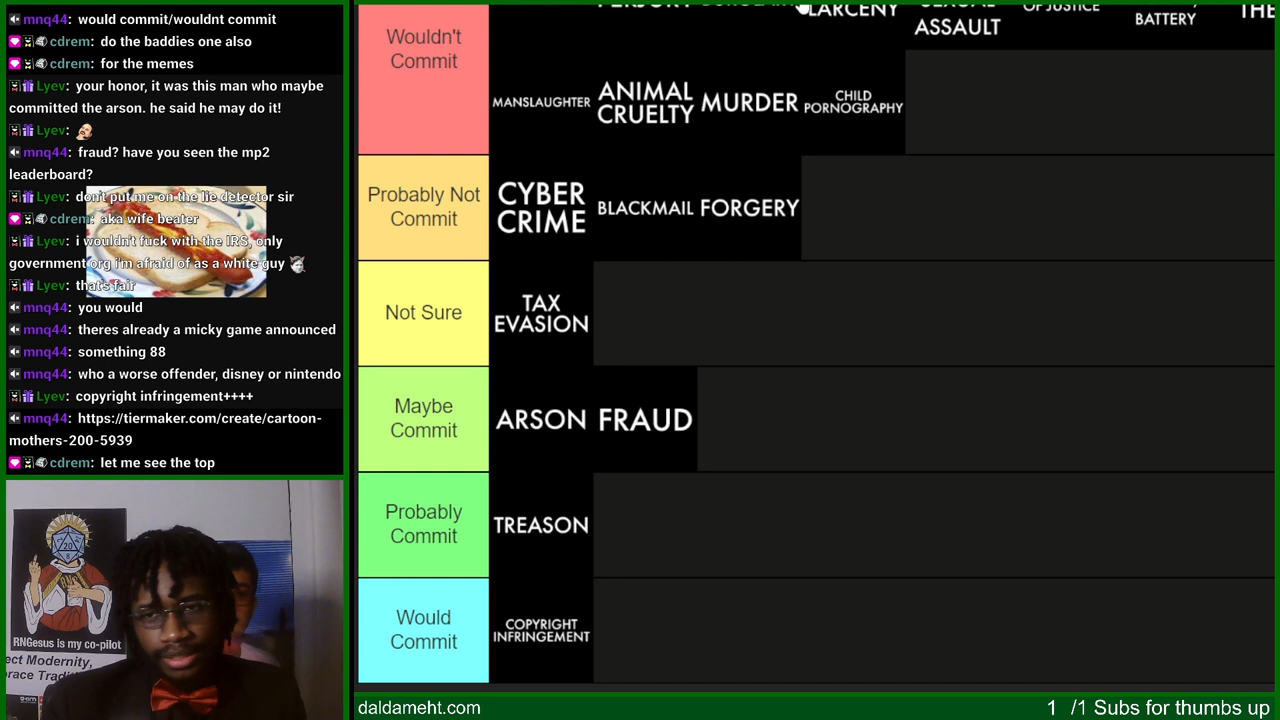 mnq44: would commit/wouldnt commit
cdrem: do the baddies one also
cdrem: for the memes
Lyev: your honor, it was this man who maybe
committed the arson. he said he may do it!
Lyev:
mnq44: fraud? have you seen the mp2
leaderboard?
Lyev: don't put me on the lie detector sir
cdrem: aka wife beater
Lyev: i wouldn't fuck with the IRS, only
government org i'm afraid of as a white guy
Lyev: that's fair
mnq44: you would
mnq44: theres already a micky game announced
mnq44: something 88
mnq44: who a worse offender, disney or nintendo
Lyev: copyright infringement++++
mnq44: https://tiermaker.com/create/cartoon-
mothers-200-5939
cdrem: let me see the top
RNGesus is my co-pilot
ect Modernity,
brace Traditi
Wouldn't
Commit
LARCENY
ASSAULT
OF JUSTICE
BATTERY
THE
MANSLAUGHTER
ANIMAL
CRUELTY
MURDER
CHILD
PORNOGRAPHY
Probably Not
Commit
CYBER
CRIME
BLACKMAIL
FORGERY
Not Sure
TAX
EVASION
Maybe
Commit
ARSON
FRAUD
Probably
Commit
TREASON
Would
Commit
COPYRIGHT
INFRINGEMENT
daldameht.com
1 /1 Subs for thumbs up